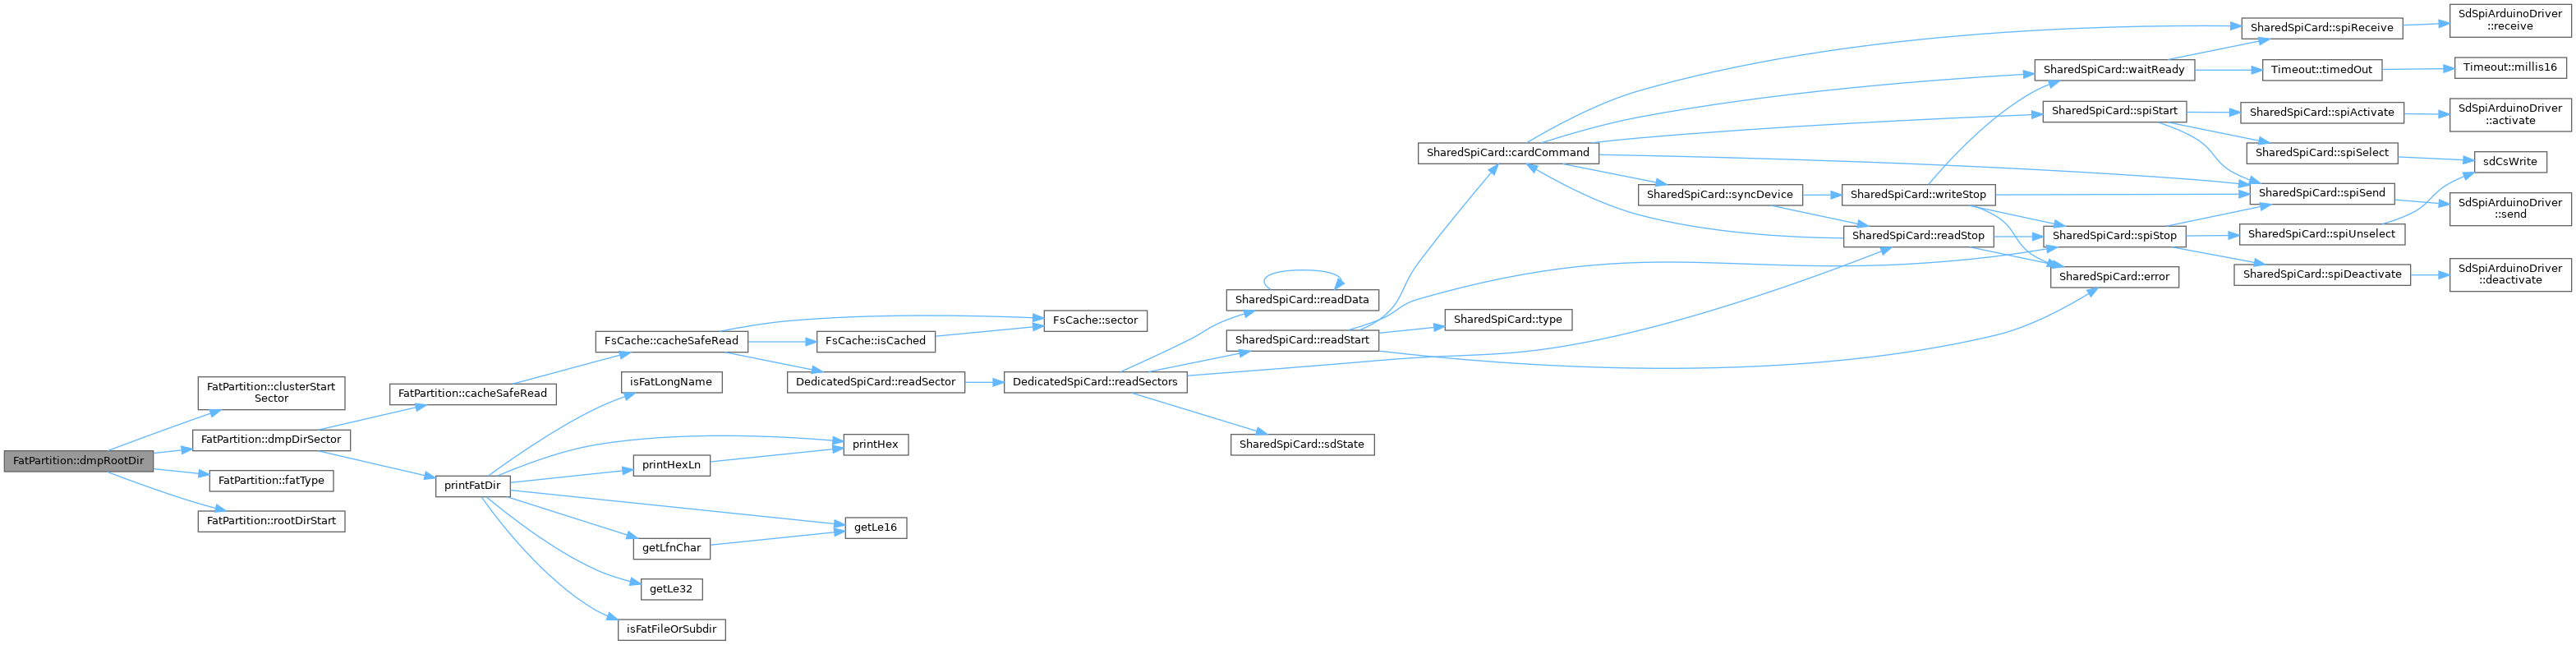 FatPartition::dmpRootDir
FatPartition::clusterStart
Sector
FatPartition::dmpDirSector
FatPartition::fatType
FatPartition::rootDirStart
FatPartition::cacheSafeRead
printFatDir
FsCache::cacheSafeRead
isFatLongName
printHexLn
getLfnChar
getLe32
isFatFileOrSubdir
FsCache::isCached
DedicatedSpiCard::readSector
printHex
getLe16
FsCache::sector
DedicatedSpiCard::readSectors
SharedSpiCard::readData
SharedSpiCard::readStart
SharedSpiCard::sdState
SharedSpiCard::cardCommand
SharedSpiCard::type
SharedSpiCard::syncDevice
SharedSpiCard::writeStop
SharedSpiCard::readStop
SharedSpiCard::waitReady
SharedSpiCard::spiStart
SharedSpiCard::spiStop
SharedSpiCard::error
SharedSpiCard::spiReceive
Timeout::timedOut
SharedSpiCard::spiActivate
SharedSpiCard::spiSelect
SharedSpiCard::spiSend
SharedSpiCard::spiUnselect
SharedSpiCard::spiDeactivate
SdSpiArduinoDriver
::receive
Timeout::millis16
SdSpiArduinoDriver
::activate
sdCsWrite
SdSpiArduinoDriver
::send
SdSpiArduinoDriver
::deactivate